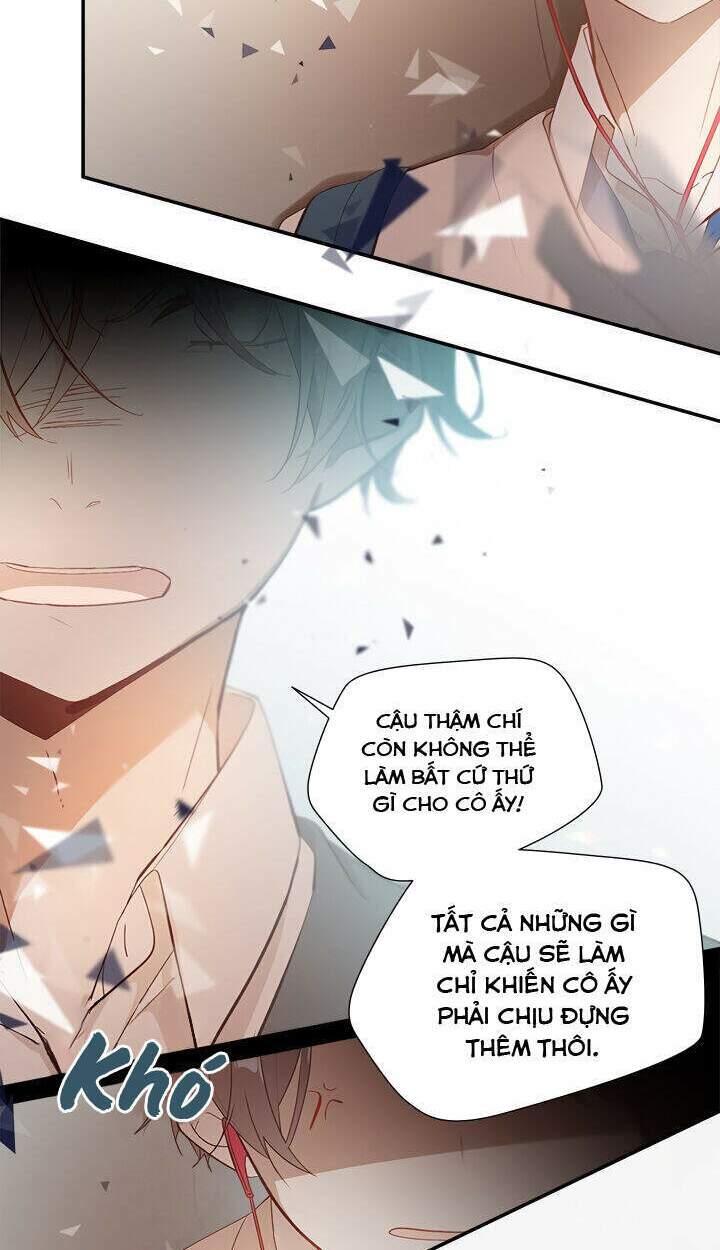 CẬU THẬM CHÍ
CÒN KHÔNG THỂ
LÀM BẤT CỨ THỨ
GÌ CHO CÔ ẤY!
TẤT CẢ NHỮNG GÌ
MÀ CẬU SẼ LÀM
CHỈ KHIẾN CÔ ẤY
PHẢI CHỊU ĐỰNG
THÊM THÔI.
Khó